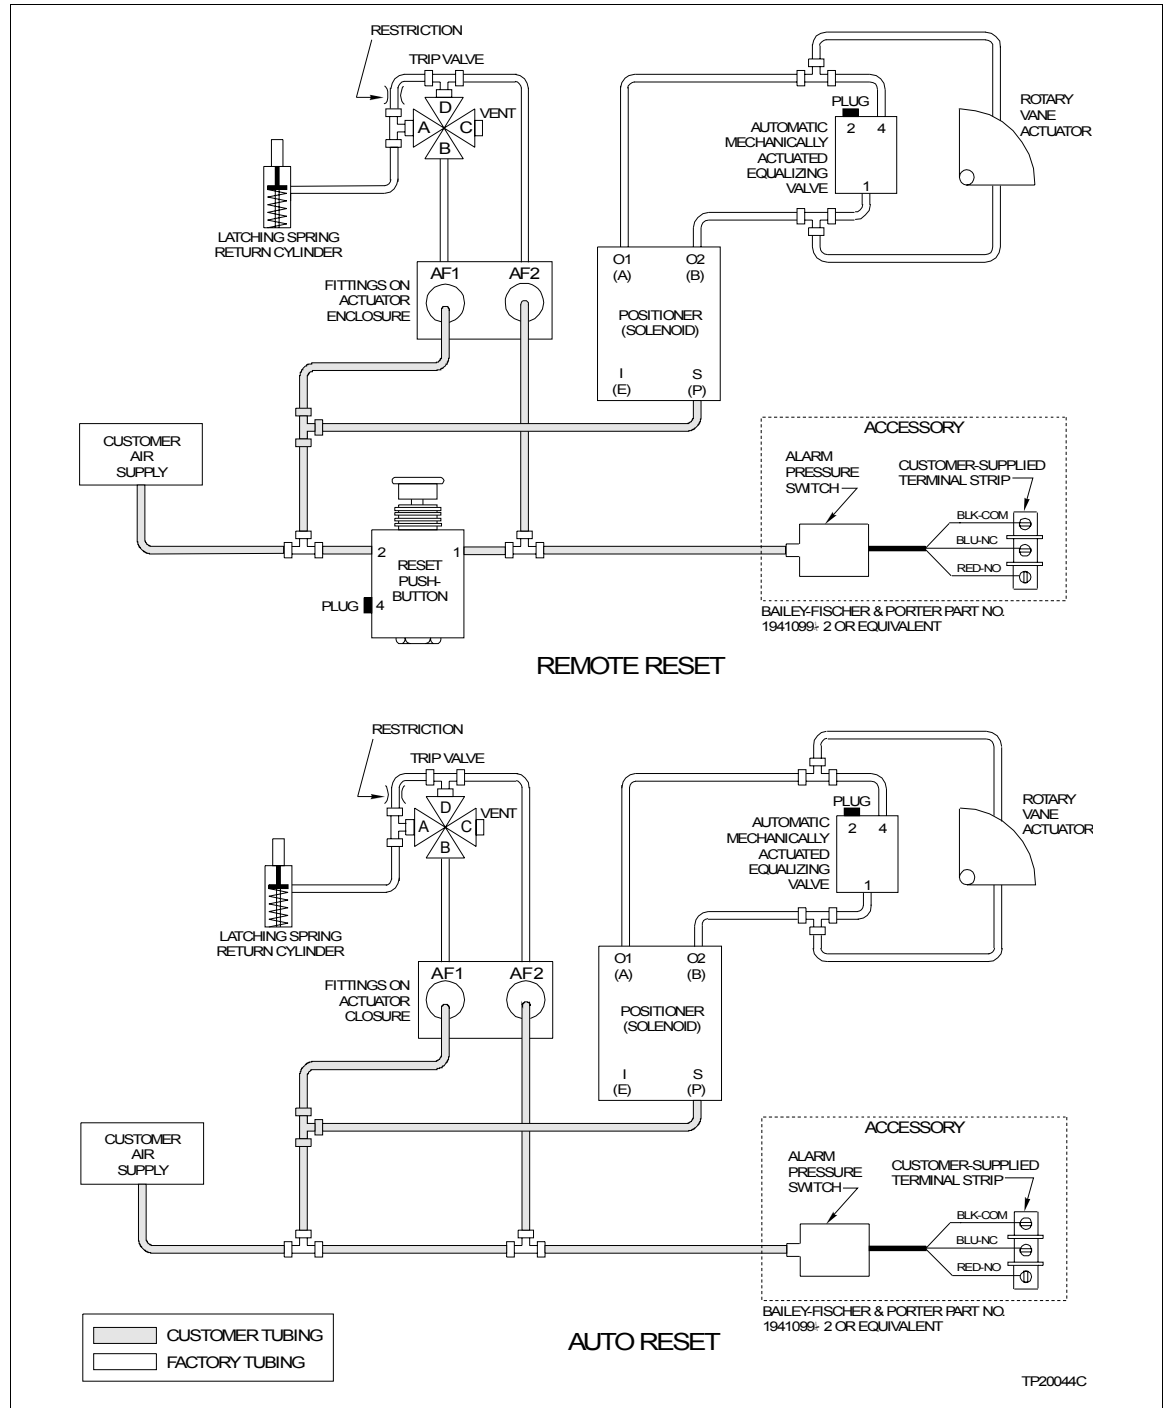 RESTRICTION
TRIP VALVE
D
A
C
B
VENT
LATCHING SPRING
RETURN CYLINDER
PLUG
2
4
1
AUTOMATIC
MECHANICALLY
ACTUATED
EQUALIZING
VALVE
ROTARY
VANE
ACTUATOR
FITTINGS ON
ACTUATOR
ENCLOSURE
AF1
AF2
O1
(A)
O2
(B)
POSITIONER
(SOLENOID)
I
(E)
S
(P)
CUSTOMER
AIR
SUPPLY
2
1
RESET
PUSH-
BUTTON
PLUG
4
ACCESSORY
ALARM
PRESSURE
SWITCH
CUSTOMER-SUPPLIED
TERMINAL STRIP
BLK-COM
BLU-NC
RED-NO
BAILEY-FISCHER & PORTER PART NO.
1941099- 2 OR EQUIVALENT
REMOTE RESET
RESTRICTION
TRIP VALVE
D
A
C
B
VENT
LATCHING SPRING
RETURN CYLINDER
PLUG
2
4
1
AUTOMATIC
MECHANICALLY
ACTUATED
EQUALIZING
VALVE
ROTARY
VANE
ACTUATOR
FITTINGS ON
ACTUATOR
CLOSURE
AF1
AF2
O1
(A)
O2
(B)
POSITIONER
(SOLENOID)
I
(E)
S
(P)
CUSTOMER
AIR
SUPPLY
ACCESSORY
ALARM
PRESSURE
SWITCH
CUSTOMER-SUPPLIED
TERMINAL STRIP
BLK-COM
BLU-NC
RED-NO
BAILEY-FISCHER & PORTER PART NO.
1941099- 2 OR EQUIVALENT
AUTO RESET
CUSTOMER TUBING
FACTORY TUBING
TP20044C